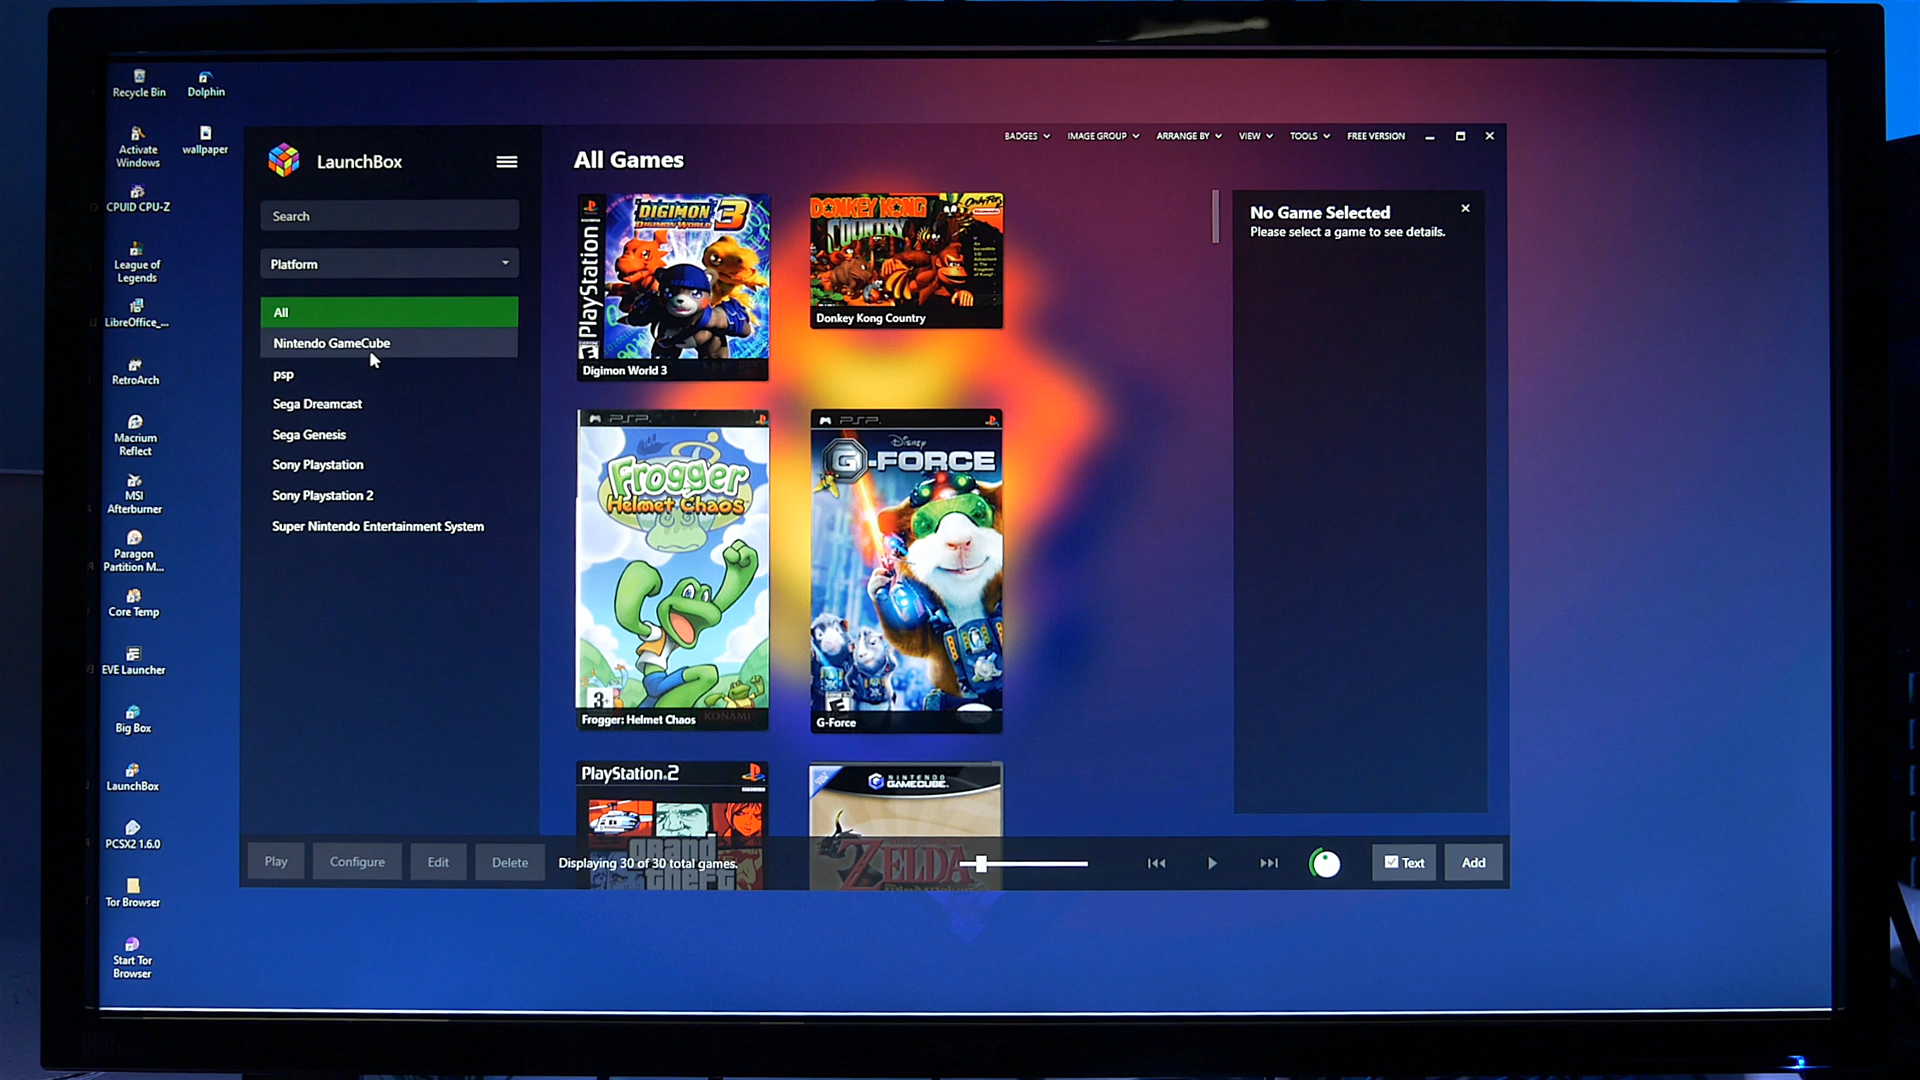 Recycle Bin
Dolphin
Activate
Windows
wallpaper
CPUID CPU-Z
League of
Legends
LibreOffice_...
RetroArch
Macrium
Reflect
MSI
Afterburner
Paragon
Partition M...
Core Temp
EVE Launcher
Big Box
LaunchBox
PCSX2 1.6.0
Tor Browser
Start Tor
Browser
LaunchBox
Search
Platform
All
Nintendo GameCube
psp
Sega Dreamcast
Sega Genesis
Sony Playstation
Sony Playstation 2
Super Nintendo Entertainment System
BADGES
IMAGE GROUP
ARRANGE BY
VIEW
TOOLS
FREE VERSION
All Games
PlayStation
DIGIMON 3
DIGIMON WORLD 3
Digimon World 3
DONKEY KONG
COUNTRY
Donkey Kong Country
PSP
Frogger
Helmet Chaos
3+
KONAMI
Frogger: Helmet Chaos
PSP
Disney
G-FORCE
E
G-Force
PlayStation 2
grand
theft
NINTENDO
GAMECUBE
ZELDA
No Game Selected
Please select a game to see details.
Play
Configure
Edit
Delete
Displaying 30 of 30 total games.
Text
Add